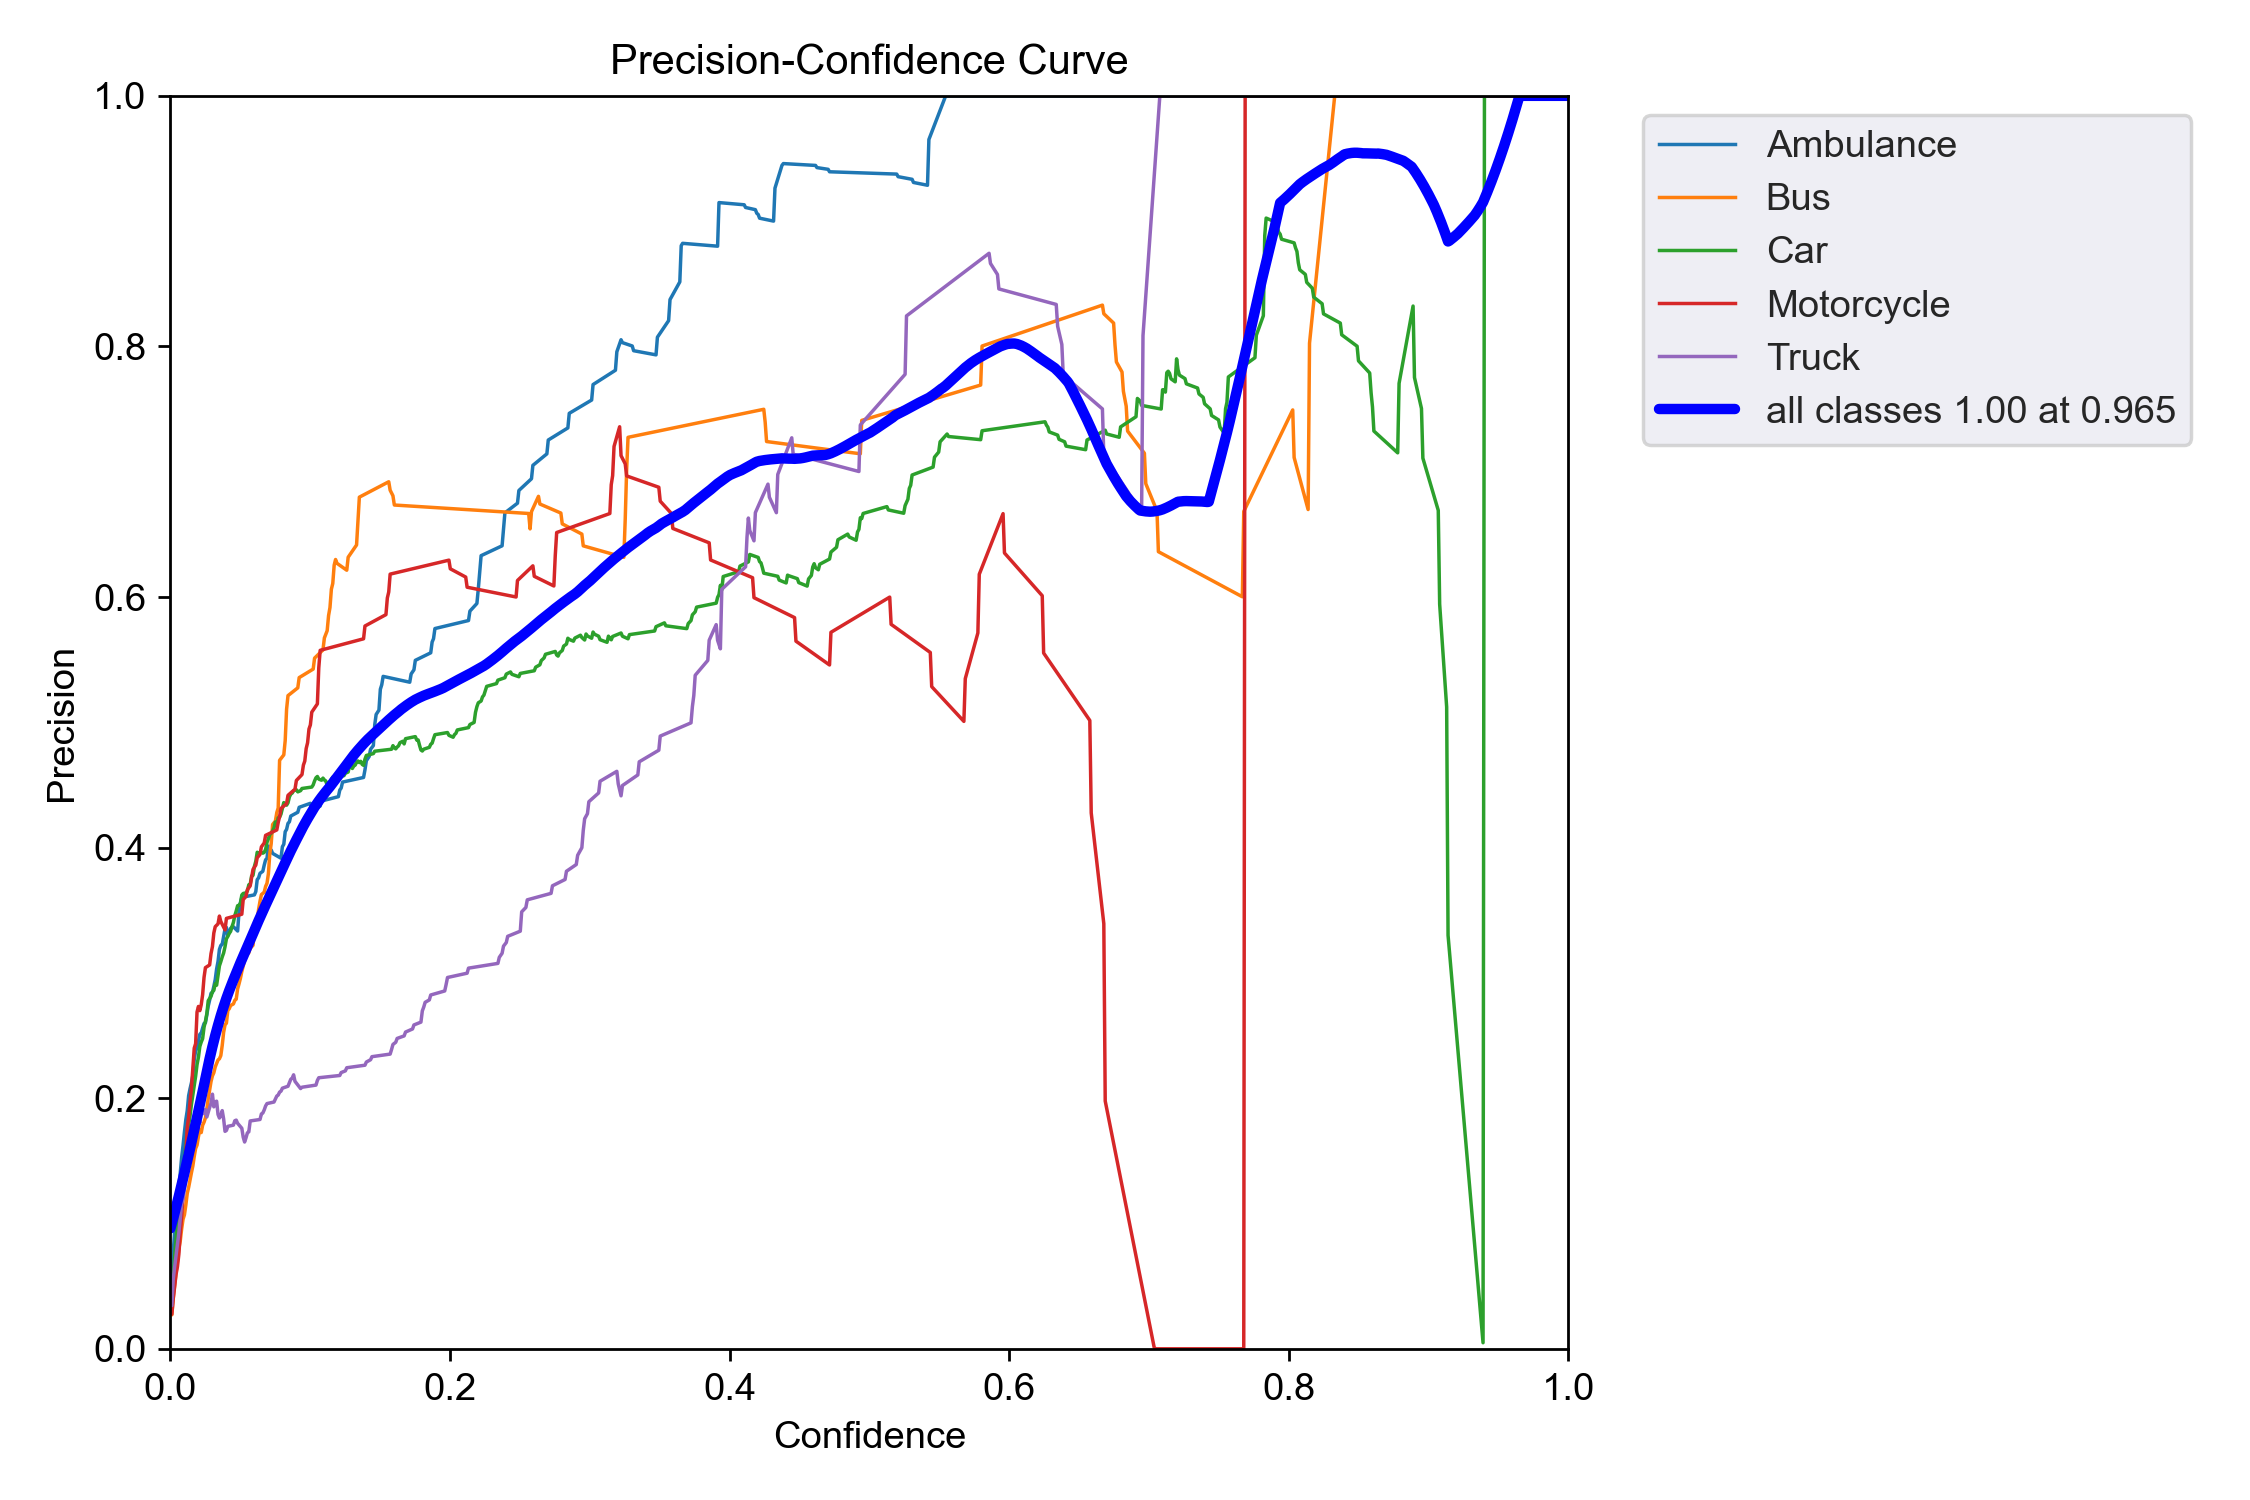 Precision-Confidence Curve
1.0
0.8
0.6
0.4
0.2
0.0
Precision
0.0 0.2 0.4 0.6 0.8 1.0
Confidence
Ambulance
Bus
Car
Motorcycle
Truck
all classes 1.00 at 0.965